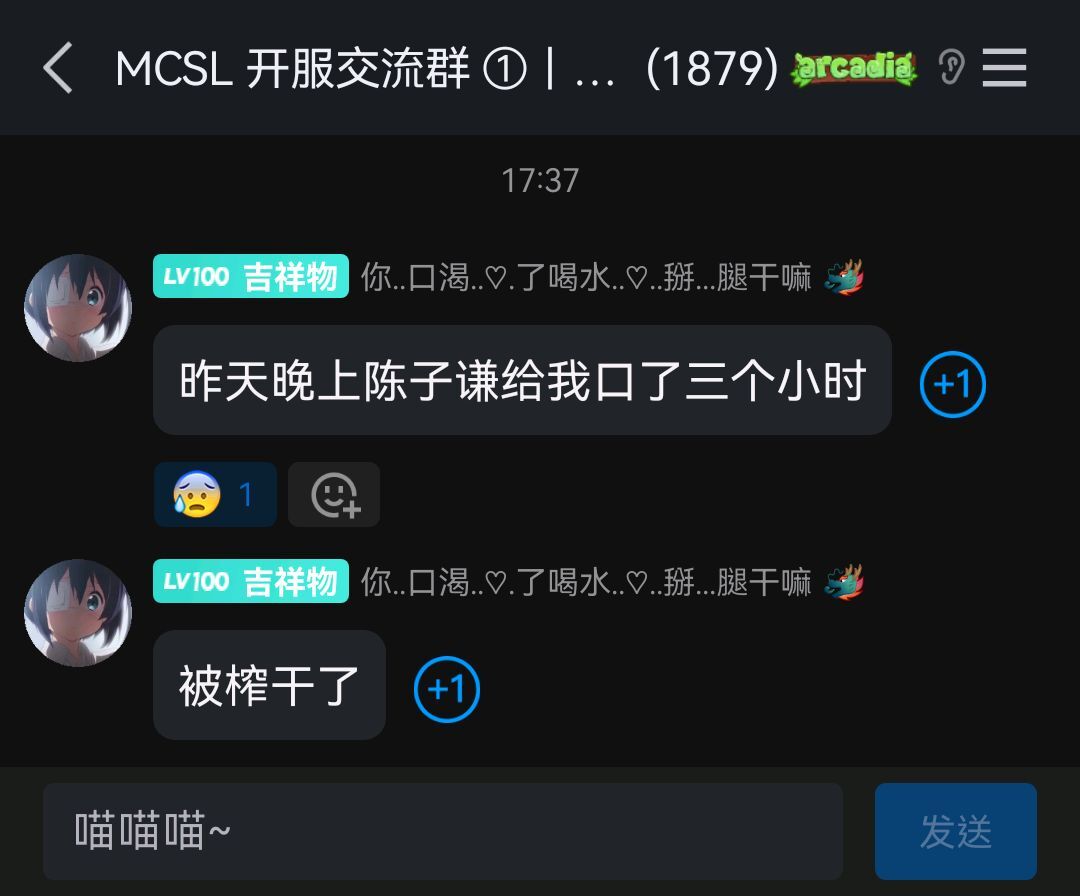 MCSL 开服交流群 ①丨... (1879) arcadia
17:37
LV100 吉祥物 你..口渴..♡.了喝水..♡..掰...腿干嘛
昨天晚上陈子谦给我口了三个小时
+1
1
LV100 吉祥物 你..口渴..♡.了喝水..♡..掰...腿干嘛
被榨干了
+1
喵喵喵~
发送